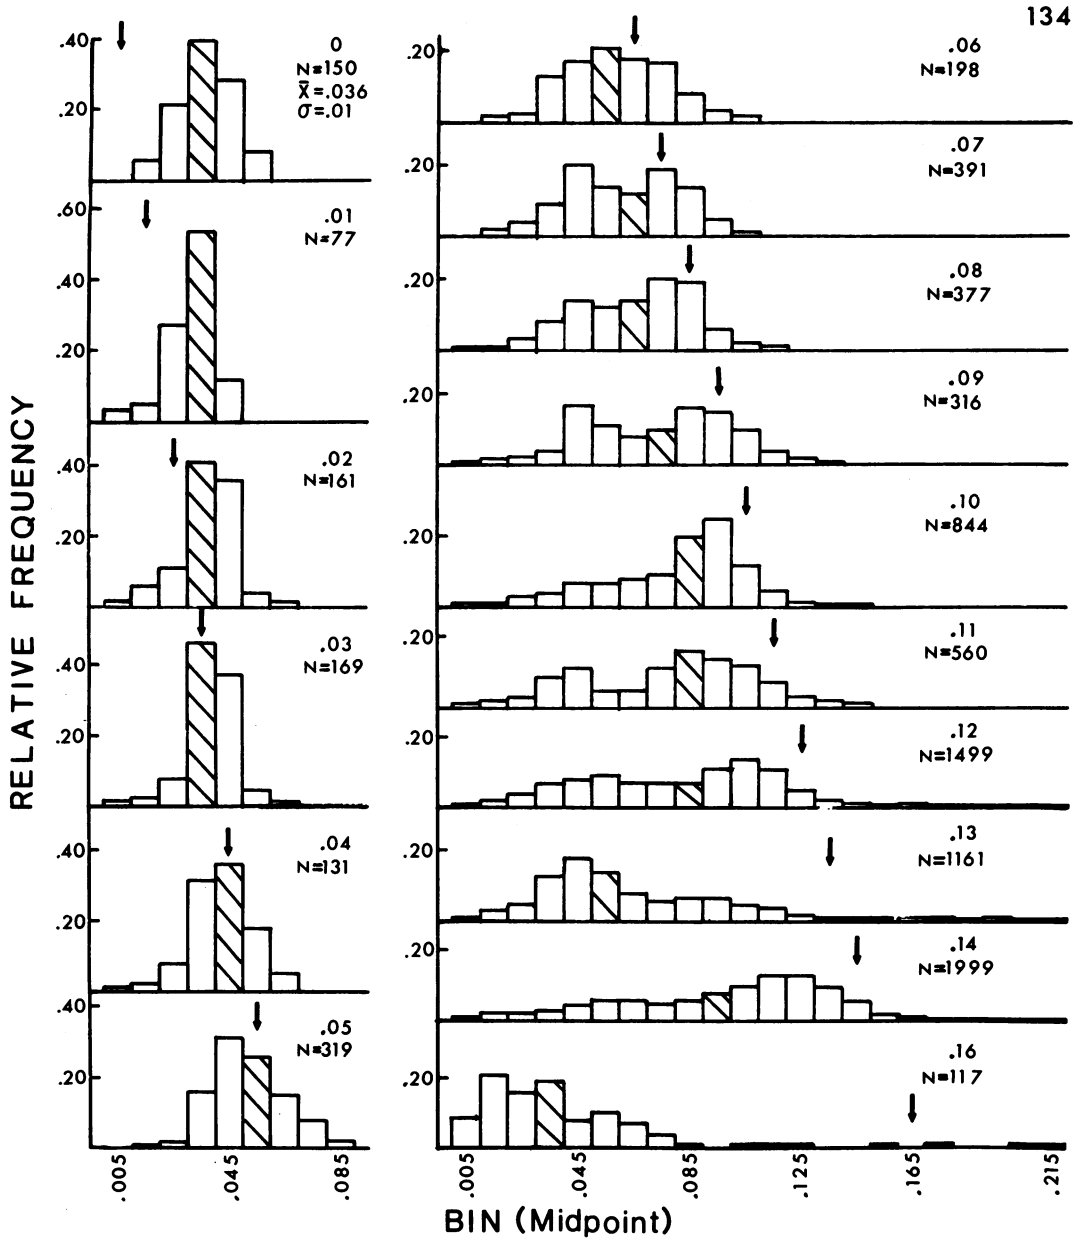 134
RELATIVE FREQUENCY
.40
.20
0
N=150
X̄=.036
σ=.01
.60
.40
.20
.01
N=77
.40
.20
.02
N=161
.40
.20
.03
N=169
.40
.20
.04
N=131
.40
.20
.05
N=319
.005
.045
.085
.20
.06
N=198
.20
.07
N=391
.20
.08
N=377
.20
.09
N=316
.20
.10
N=844
.20
.11
N=560
.20
.12
N=1499
.20
.13
N=1161
.20
.14
N=1999
.20
.16
N=117
.005
.045
.085
.125
.165
.215
BIN (Midpoint)